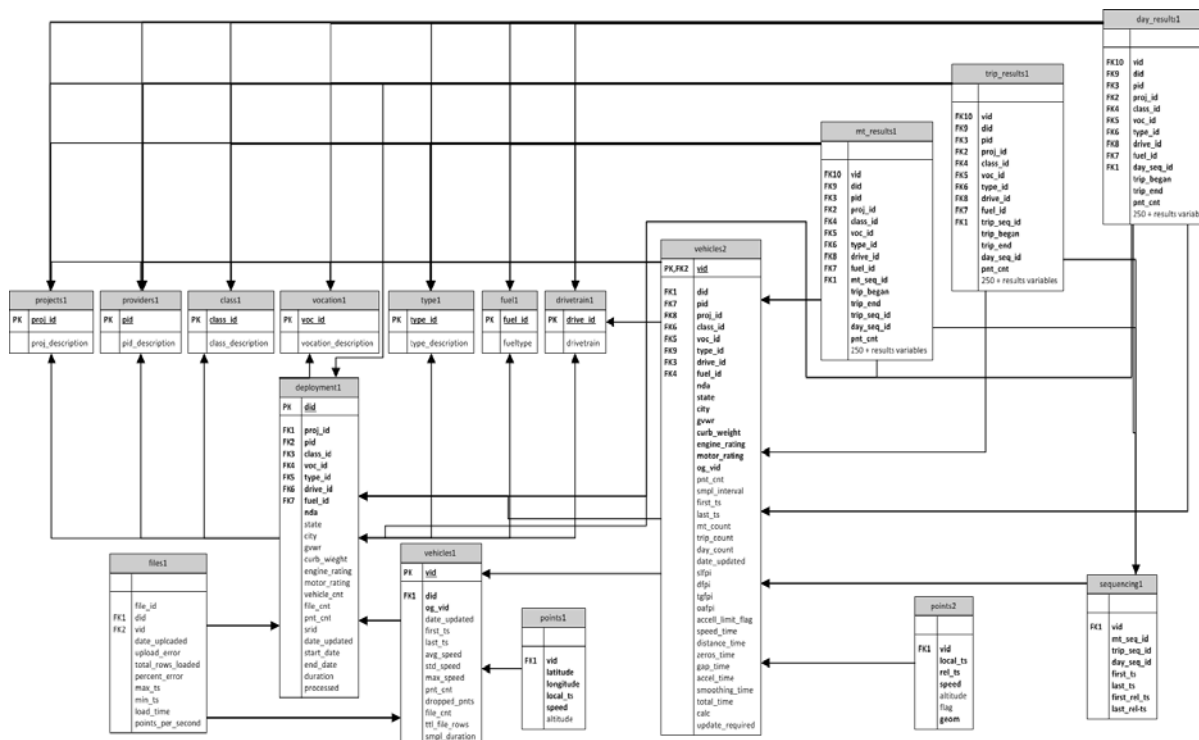 day_results1
FK10 vid
FK9 did
FK3 pid
FK2 proj_id
FK4 class_id
FK5 voc_id
FK6 type_id
FK8 drive_id
FK7 fuel_id
FK1 day_seq_id
trip_began
trip_end
pnt_cnt
250 + results variabl
trip_results1
FK10 vid
FK9 did
FK3 pid
FK2 proj_id
FK4 class_id
FK5 voc_id
FK6 type_id
FK8 drive_id
FK7 fuel_id
FK1 trip_seq_id
trip_began
trip_end
day_seq_id
pnt_cnt
250 + results variables
mt_results1
FK10 vid
FK9 did
FK3 pid
FK2 proj_id
FK4 class_id
FK5 voc_id
FK6 type_id
FK8 drive_id
FK7 fuel_id
FK1 mt_seq_id
trip_began
trip_end
trip_seq_id
day_seq_id
pnt_cnt
250 + results variables
vehicles2
PK,FK2 vid
FK1 did
FK7 pid
FK8 proj_id
FK6 class_id
FK5 voc_id
FK9 type_id
FK3 drive_id
FK4 fuel_id
nda
state
city
gvwr
curb_weight
engine_rating
motor_rating
og_vid
pnt_cnt
smpl_interval
first_ts
last_ts
mt_count
trip_count
day_count
date_updated
slfpi
dfpi
tgfpi
oafpi
accell_limit_flag
speed_time
distance_time
zeros_time
gap_time
accel_time
smoothing_time
total_time
calc
update_required
projects1
PK proj_id
proj_description
providers1
PK pid
pid_description
class1
PK class_id
class_description
vocation1
PK voc_id
vocation_description
type1
PK type_id
type_description
fuel1
PK fuel_id
fueltype
drivetrain1
PK drive_id
drivetrain
deployment1
PK did
FK1 proj_id
FK2 pid
FK3 class_id
FK4 voc_id
FK5 type_id
FK6 drive_id
FK7 fuel_id
nda
state
city
gvwr
curb_wieght
engine_rating
motor_rating
vehicle_cnt
file_cnt
pnt_cnt
srid
date_updated
start_date
end_date
duration
processed
files1
file_id
FK1 did
FK2 vid
date_uplcaded
upload_error
total_rows_loaded
percent_error
max_ts
min_ts
load_time
points_per_second
vehicles1
PK vid
FK1 did
og_vid
date_updated
first_ts
last_ts
avg_speed
std_speed
max_speed
pnt_cnt
dropped_pnts
file_cnt
ttl_file_rows
smpl_duration
points1
FK1 vid
latitude
longitude
local_ts
speed
altitude
points2
FK1 vid
local_ts
rel_ts
speed
altitude
flag
geom
sequencing1
FK1 vid
mt_seq_id
trip_seq_id
day_seq_id
first_ts
last_ts
first_rel_ts
last_rel-ts